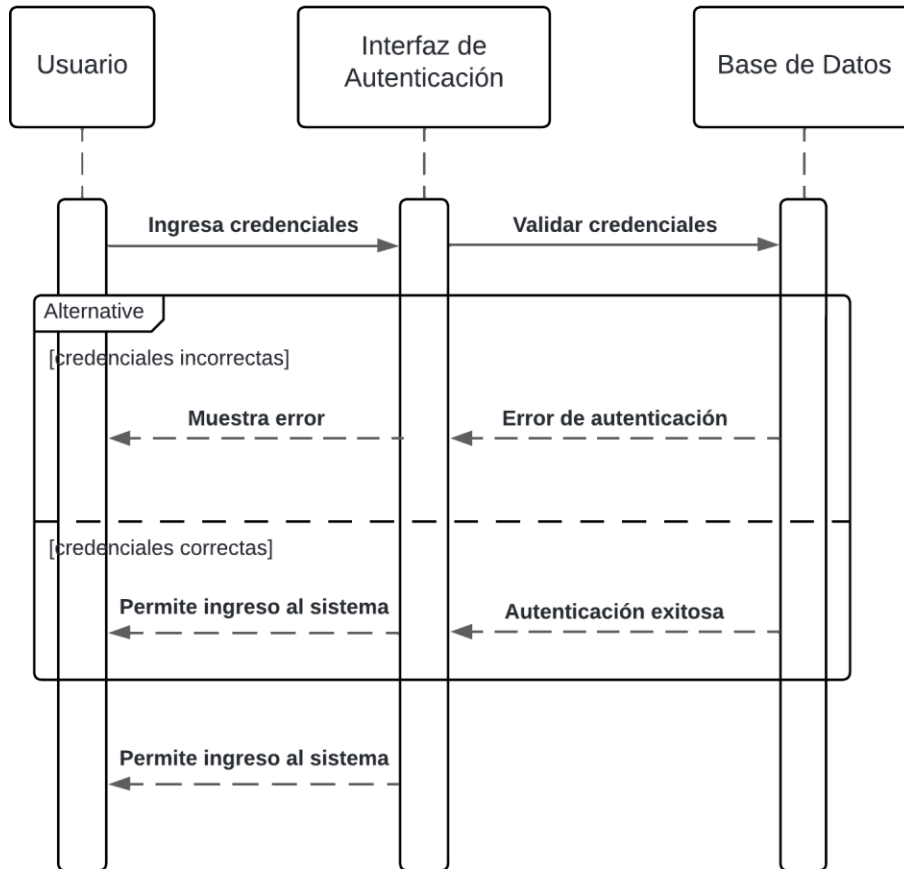 Usuario
Interfaz de
Autenticación
Base de Datos
Ingresa credenciales
Validar credenciales
Alternative
[credenciales incorrectas]
Muestra error
Error de autenticación
[credenciales correctas]
Permite ingreso al sistema
Autenticación exitosa
Permite ingreso al sistema